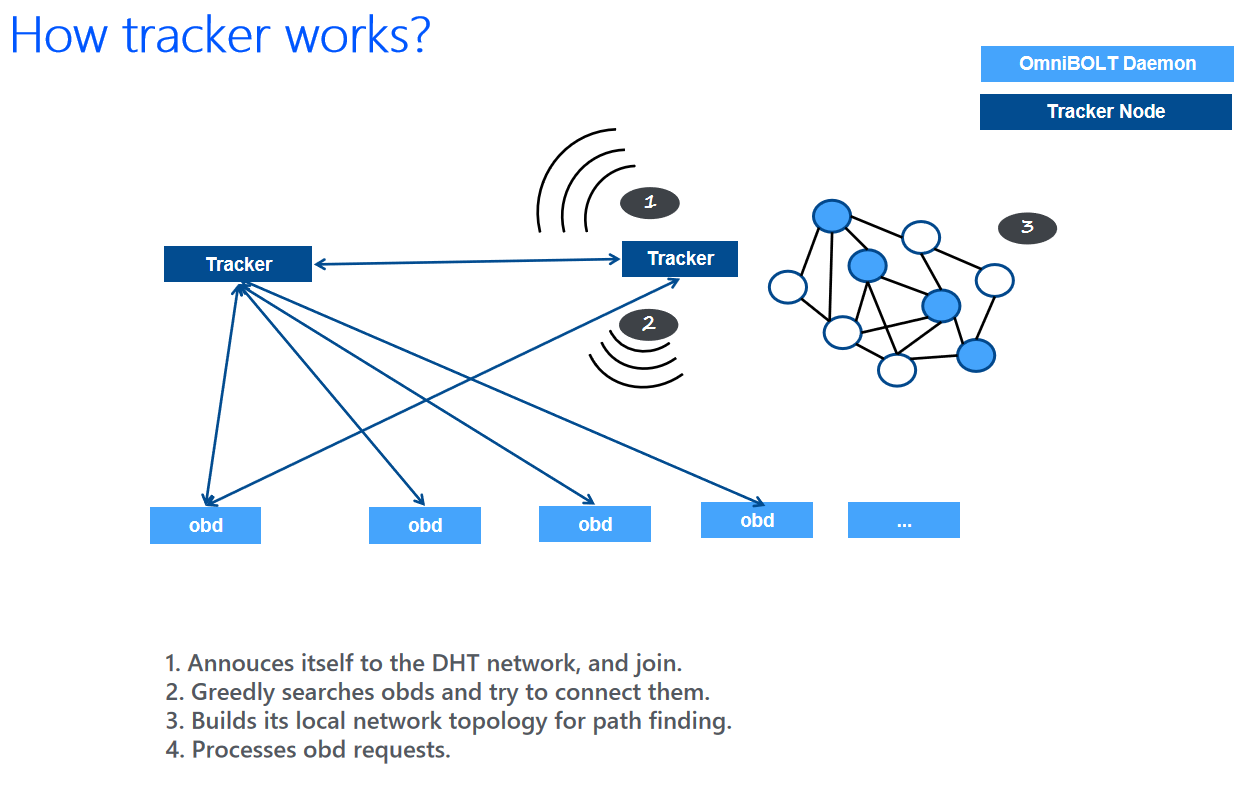 How tracker works?
OmniBOLT Daemon
Tracker Node
1
3
Tracker
Tracker
2
obd
obd
obd
obd
...
1. Annouces itself to the DHT network, and join.
2. Greedly searches obds and try to connect them.
3. Builds its local network topology for path finding.
4. Processes obd requests.